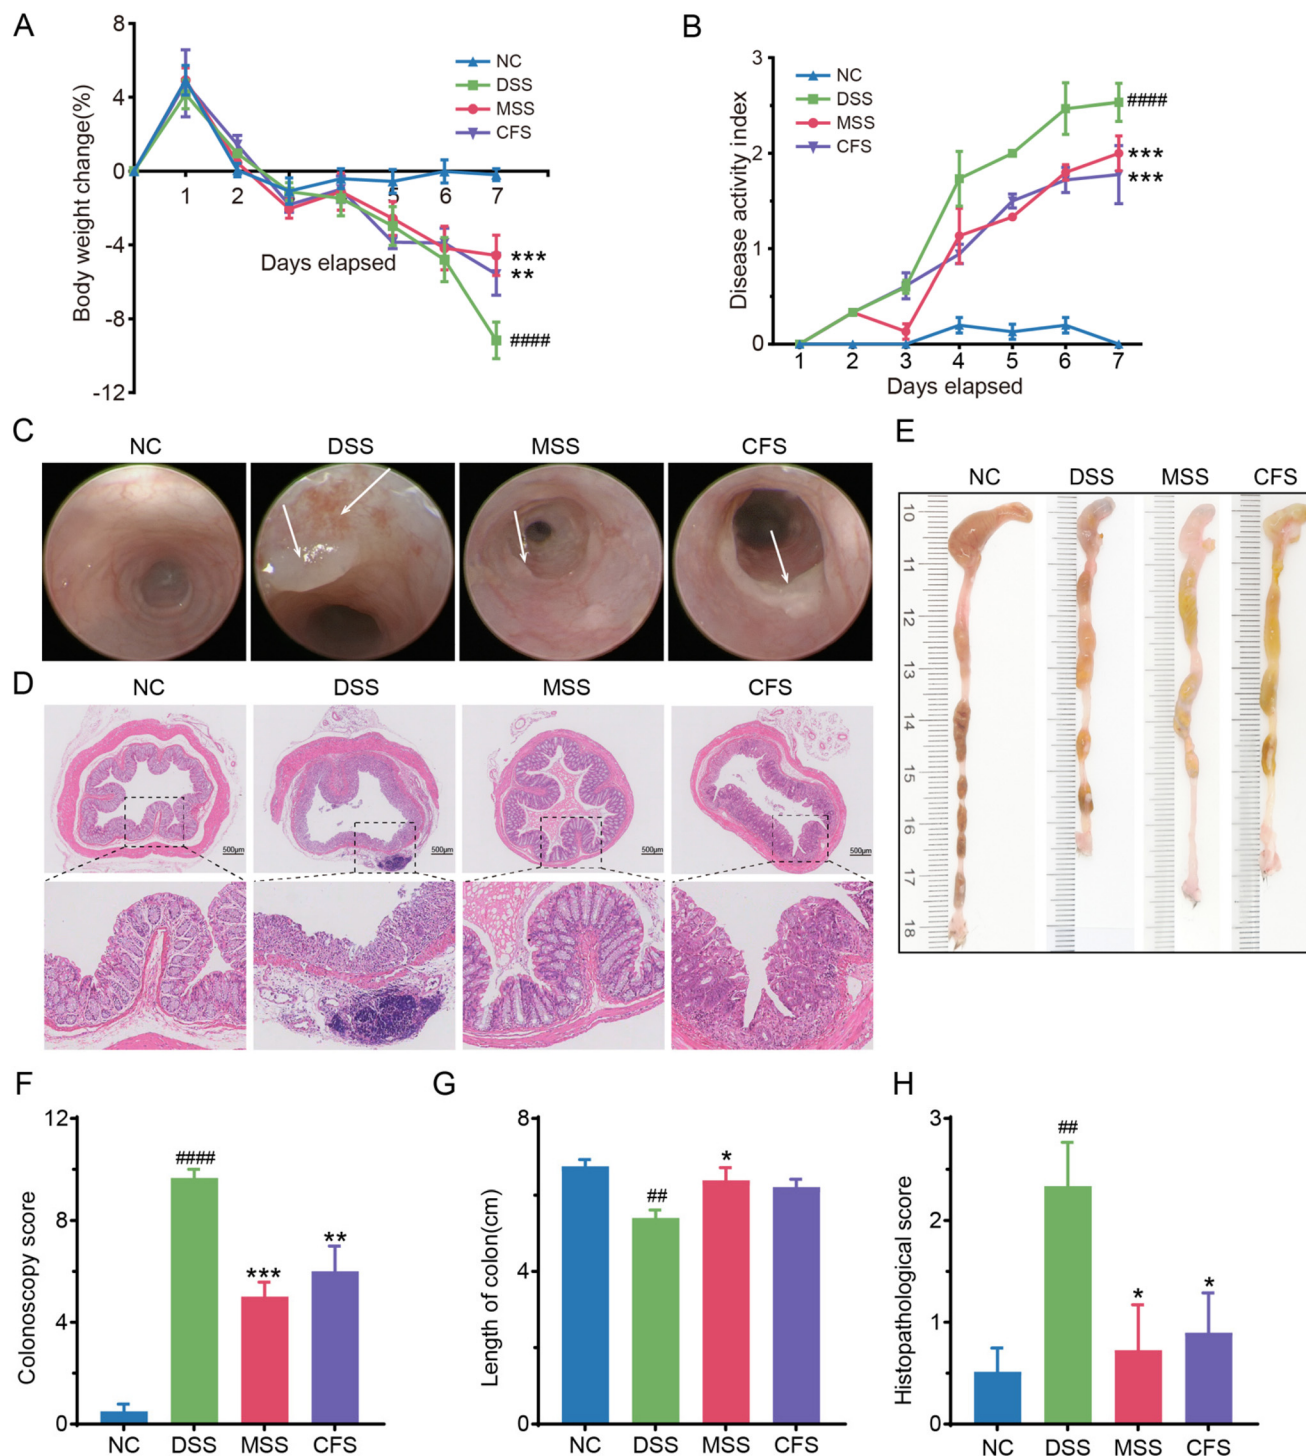 A
Body weight change(%)
8
4
0
-4
-8
-12
1
2
3
4
5
6
7
Days elapsed
NC
DSS
MSS
CFS
***
**
####
B
Disease activity index
3
2
1
0
1
2
3
4
5
6
7
Days elapsed
NC
DSS
MSS
CFS
####
***
***
C
NC
DSS
MSS
CFS
D
NC
DSS
MSS
CFS
500μm
500μm
500μm
500μm
E
NC
DSS
MSS
CFS
10
11
12
13
14
15
16
17
18
F
Colonoscopy score
12
8
4
0
####
***
**
NC
DSS
MSS
CFS
G
Length of colon(cm)
8
4
0
##
*
NC
DSS
MSS
CFS
H
Histopathological score
3
2
1
0
##
*
*
NC
DSS
MSS
CFS